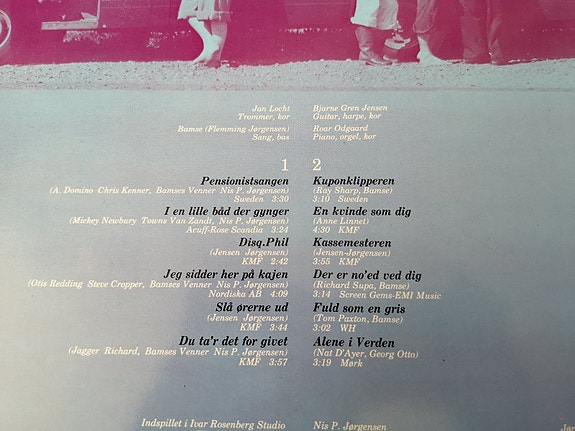 Jan Locht
Trommer, kor
Bamse (Flemming Jørgensen)
Sang, bas
Bjarne Gren Jensen
Guitar, harpe, kor
Roar Odgaard
Piano, orgel, kor
1
Pensionistsangen
(A. Domino Chris Kenner, Bamses Venner Nis P. Jørgensen)
Sweden 3:30
I en lille båd der gynger
(Mickey Newbury Towns Van Zandt, Nis P. Jørgensen)
Acuff-Rose Scandia 3:24
Disq.Phil
(Jensen Jørgensen)
KMF 2:42
Jeg sidder her på kajen
(Otis Redding Steve Cropper, Bamses Venner Nis P. Jørgensen)
Nordiska AB 4:09
Slå ørerne ud
(Jensen Jørgensen)
KMF 3:44
Du ta'r det for givet
(Jagger Richard, Bamses Venner Nis P. Jørgensen)
KMF 3:57
2
Kuponklipperen
(Ray Sharp, Bamse)
3:10 Sweden
En kvinde som dig
(Anne Linnet)
4:30 KMF
Kassemesteren
(Jensen-Jørgensen)
3:55 KMF
Der er no'ed ved dig
(Richard Supa, Bamse)
3:14 Screen Gems-EMI Music
Fuld som en gris
(Tom Paxton, Bamse)
3:02 WH
Alene i Verden
(Nat D'Ayer, Georg Otto)
3:19 Mørk
Indspillet i Ivar Rosenberg Studio
Nis P. Jørgensen